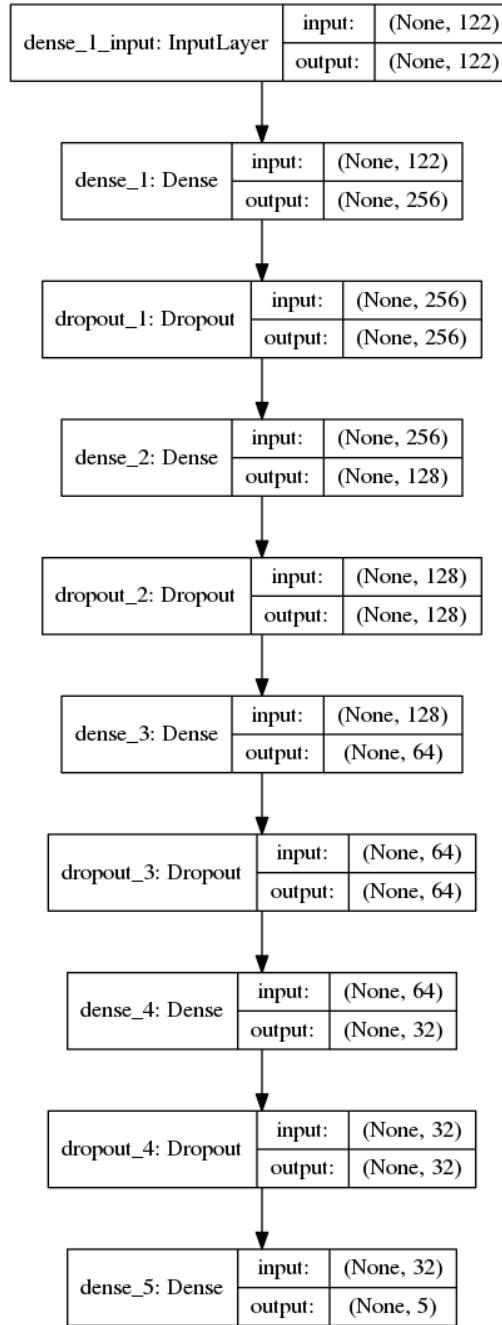 dense_1_input: InputLayer
input: (None, 122)
output: (None, 122)
dense_1: Dense
input: (None, 122)
output: (None, 256)
dropout_1: Dropout
input: (None, 256)
output: (None, 256)
dense_2: Dense
input: (None, 256)
output: (None, 128)
dropout_2: Dropout
input: (None, 128)
output: (None, 128)
dense_3: Dense
input: (None, 128)
output: (None, 64)
dropout_3: Dropout
input: (None, 64)
output: (None, 64)
dense_4: Dense
input: (None, 64)
output: (None, 32)
dropout_4: Dropout
input: (None, 32)
output: (None, 32)
dense_5: Dense
input: (None, 32)
output: (None, 5)